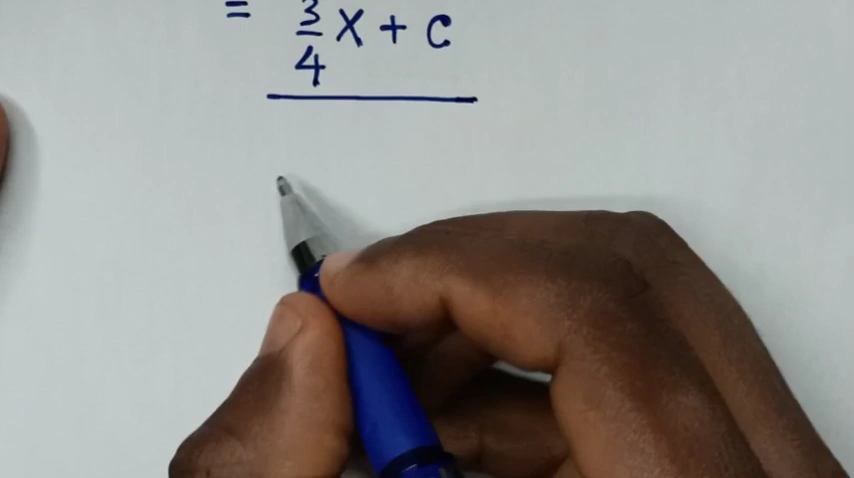 = 3/4 x + c